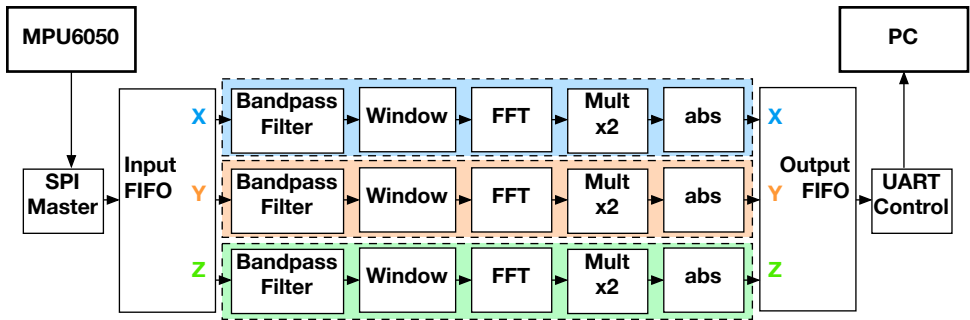 MPU6050
PC
SPI
Master
Input
FIFO
X
Bandpass
Filter
Window
FFT
Mult
x2
abs
X
Y
Bandpass
Filter
Window
FFT
Mult
x2
abs
Y
Z
Bandpass
Filter
Window
FFT
Mult
x2
abs
Z
Output
FIFO
UART
Control